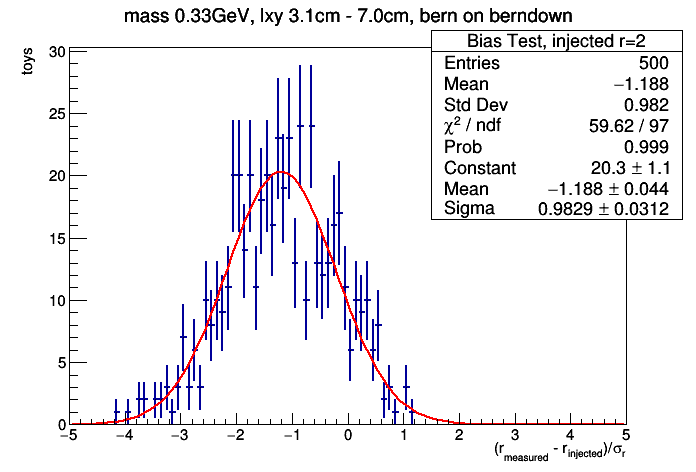 mass 0.33GeV, lxy 3.1cm - 7.0cm, bern on berndown
Bias Test, injected r=2
Entries 500
Mean −1.188
Std Dev 0.982
χ² / ndf 59.62 / 97
Prob 0.999
Constant 20.3 ± 1.1
Mean −1.188 ± 0.044
Sigma 0.9829 ± 0.0312
toys
30
25
20
15
10
5
0
−5 −4 −3 −2 −1 0 1 2 3 4 5
(r_measured - r_injected)/σ_r